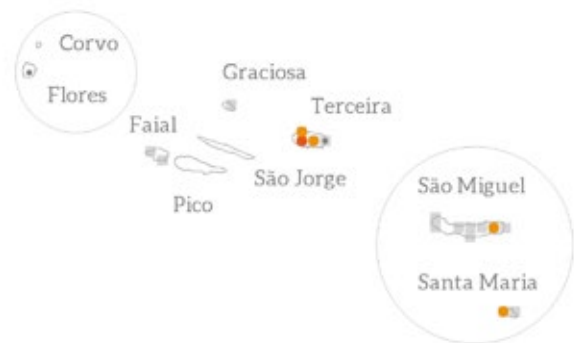 Corvo
Flores
Graciosa
Terceira
Faial
São Jorge
Pico
São Miguel
Santa Maria